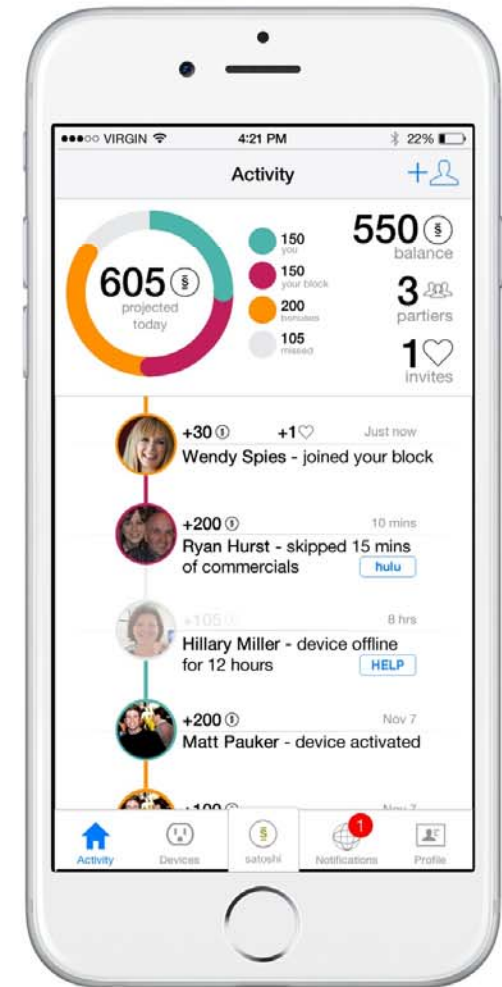 VIRGIN 4:21 PM 22%
Activity
605 §
projected
today
150
you
150
your block
200
bonuses
105
missed
550 §
balance
3
partiers
1
invites
+30 +1 Just now
Wendy Spies - joined your block
+200 10 mins
Ryan Hurst - skipped 15 mins
of commercials hulu
+105 8 hrs
Hillary Miller - device offline
for 12 hours HELP
+200 Nov 7
Matt Pauker - device activated
+100 Nov 7
1
Activity Devices § satoshi Notifications Profile